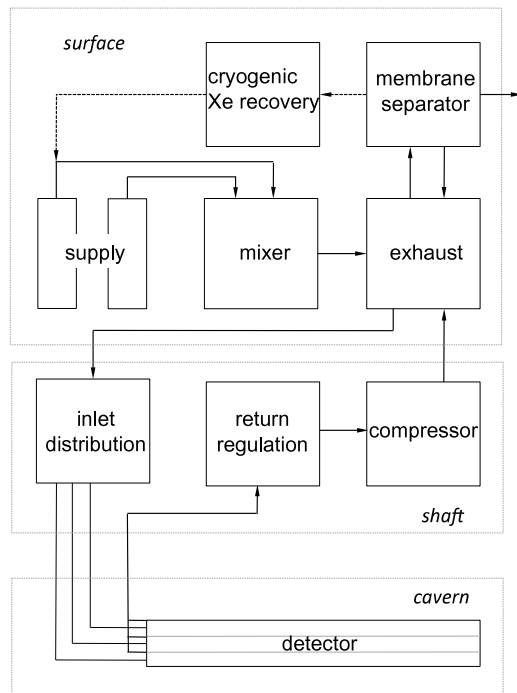 surface
cryogenic
Xe recovery
membrane
separator
supply
mixer
exhaust
inlet
distribution
return
regulation
compressor
shaft
cavern
detector